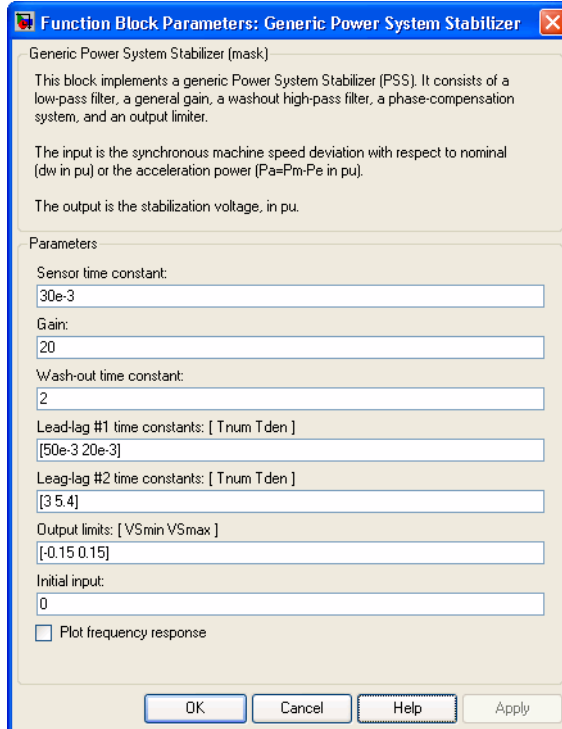 Function Block Parameters: Generic Power System Stabilizer
Generic Power System Stabilizer (mask)
This block implements a generic Power System Stabilizer (PSS). It consists of a
low-pass filter, a general gain, a washout high-pass filter, a phase-compensation
system, and an output limiter.
The input is the synchronous machine speed deviation with respect to nominal
(dw in pu) or the acceleration power (Pa=Pm-Pe in pu).
The output is the stabilization voltage, in pu.
Parameters
Sensor time constant:
30e-3
Gain:
20
Wash-out time constant:
2
Lead-lag #1 time constants: [ Tnum Tden ]
[50e-3 20e-3]
Leag-lag #2 time constants: [ Tnum Tden ]
[3 5.4]
Output limits: [ VSmin VSmax ]
[-0.15 0.15]
Initial input:
0
Plot frequency response
OK Cancel Help Apply